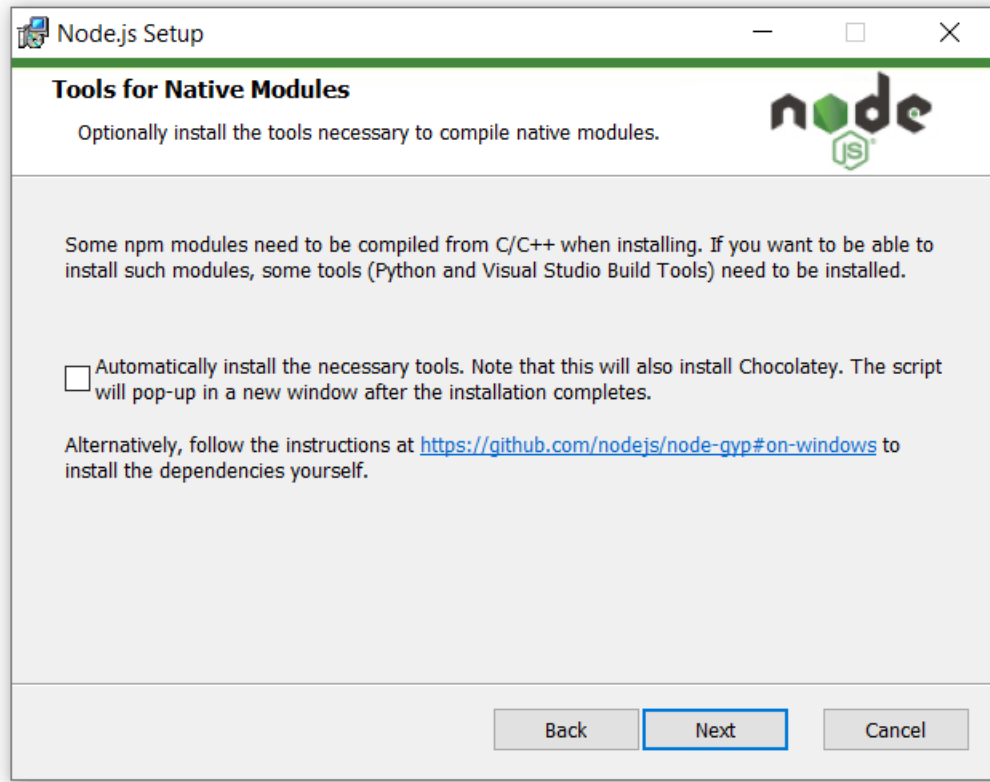 Node.js Setup
Tools for Native Modules
Optionally install the tools necessary to compile native modules.
node
JS
Some npm modules need to be compiled from C/C++ when installing. If you want to be able to
install such modules, some tools (Python and Visual Studio Build Tools) need to be installed.
Automatically install the necessary tools. Note that this will also install Chocolatey. The script
will pop-up in a new window after the installation completes.
Alternatively, follow the instructions at https://github.com/nodejs/node-gyp#on-windows to
install the dependencies yourself.
Back Next Cancel